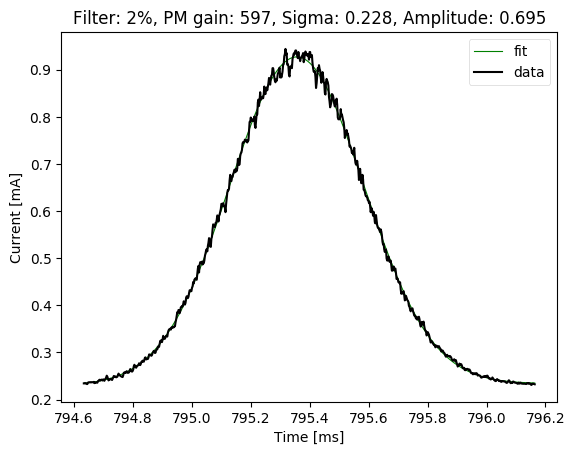 Filter: 2%, PM gain: 597, Sigma: 0.228, Amplitude: 0.695
fit
data
0.9
0.8
0.7
0.6
0.5
0.4
0.3
0.2
Current [mA]
794.6 794.8 795.0 795.2 795.4 795.6 795.8 796.0 796.2
Time [ms]